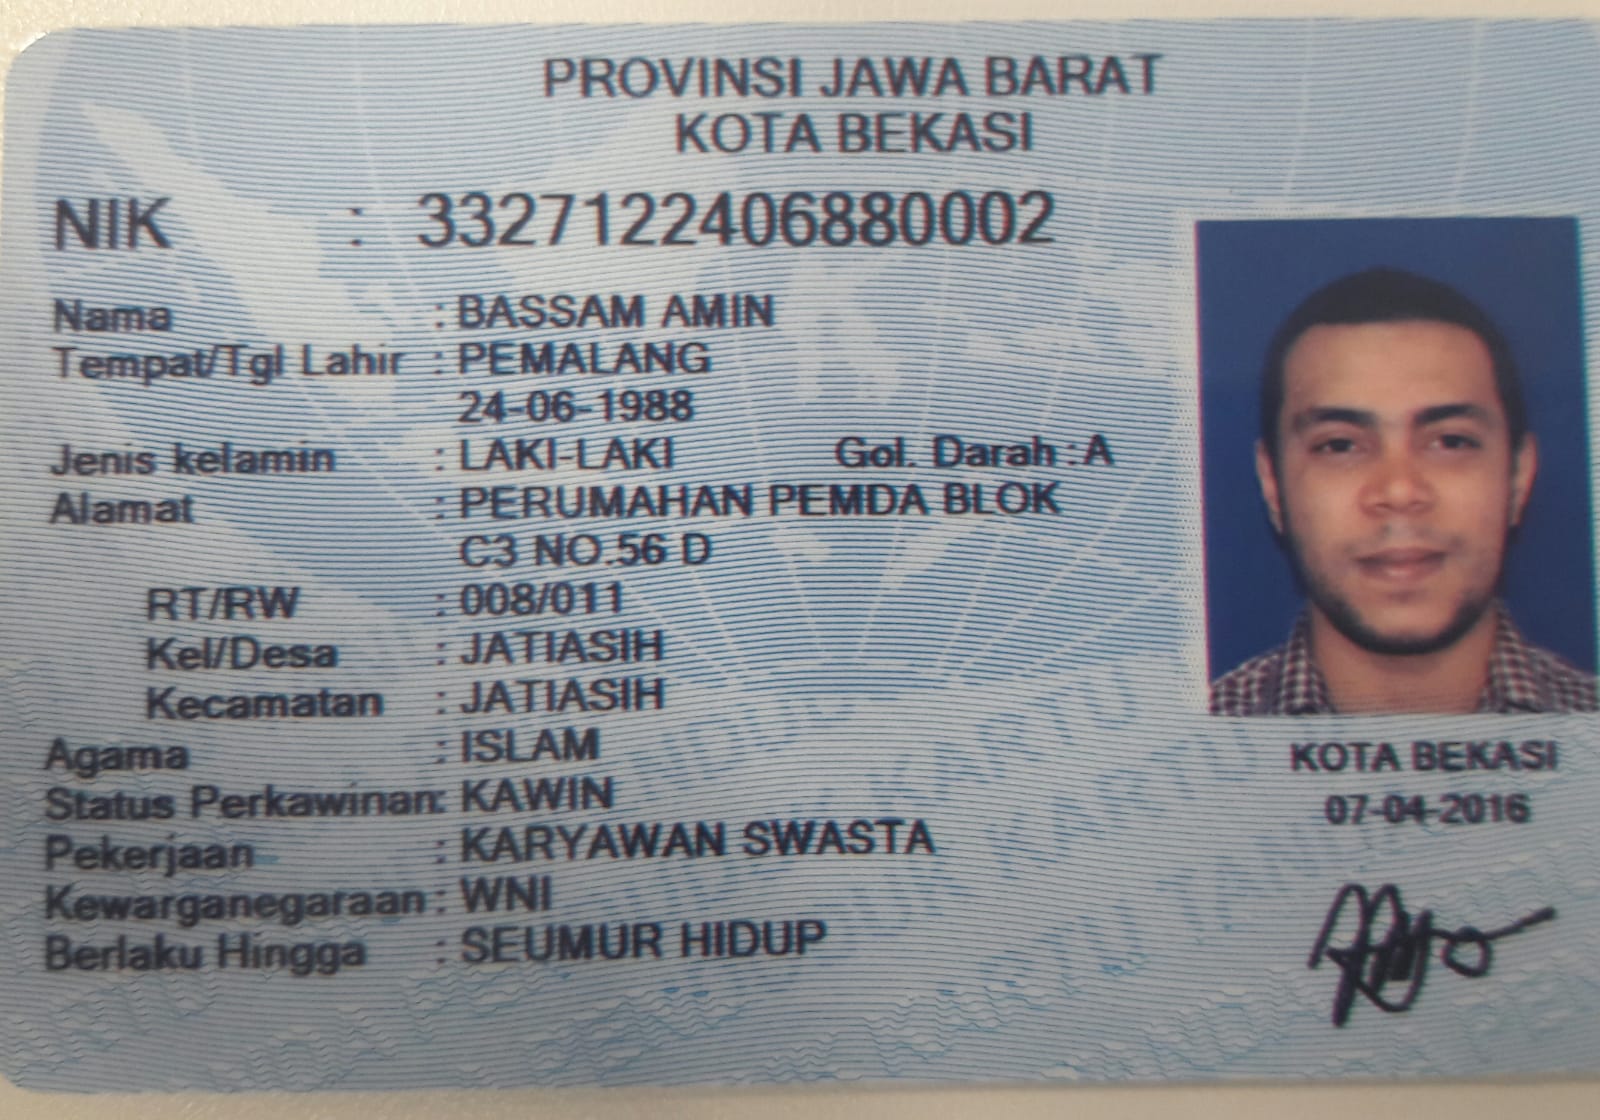 PROVINSI JAWA BARAT
KOTA BEKASI
NIK : 3327122406880002
Nama : BASSAM AMIN
Tempat/Tgl Lahir : PEMALANG
24-06-1988
Jenis kelamin : LAKI-LAKI Gol. Darah : A
Alamat : PERUMAHAN PEMDA BLOK
C3 NO.56 D
RT/RW : 008/011
Kel/Desa : JATIASIH
Kecamatan : JATIASIH
Agama : ISLAM
Status Perkawinan: KAWIN
Pekerjaan : KARYAWAN SWASTA
Kewarganegaraan : WNI
Berlaku Hingga : SEUMUR HIDUP
KOTA BEKASI
07-04-2016